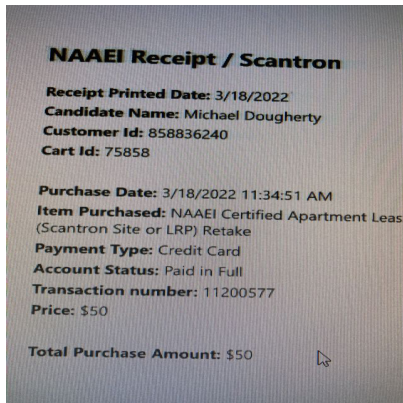 NAAEI Receipt / Scantron
Receipt Printed Date: 3/18/2022
Candidate Name: Michael Dougherty
Customer Id: 858836240
Cart Id: 75858
Purchase Date: 3/18/2022 11:34:51 AM
Item Purchased: NAAEI Certified Apartment Leas
(Scantron Site or LRP) Retake
Payment Type: Credit Card
Account Status: Paid in Full
Transaction number: 11200577
Price: $50
Total Purchase Amount: $50